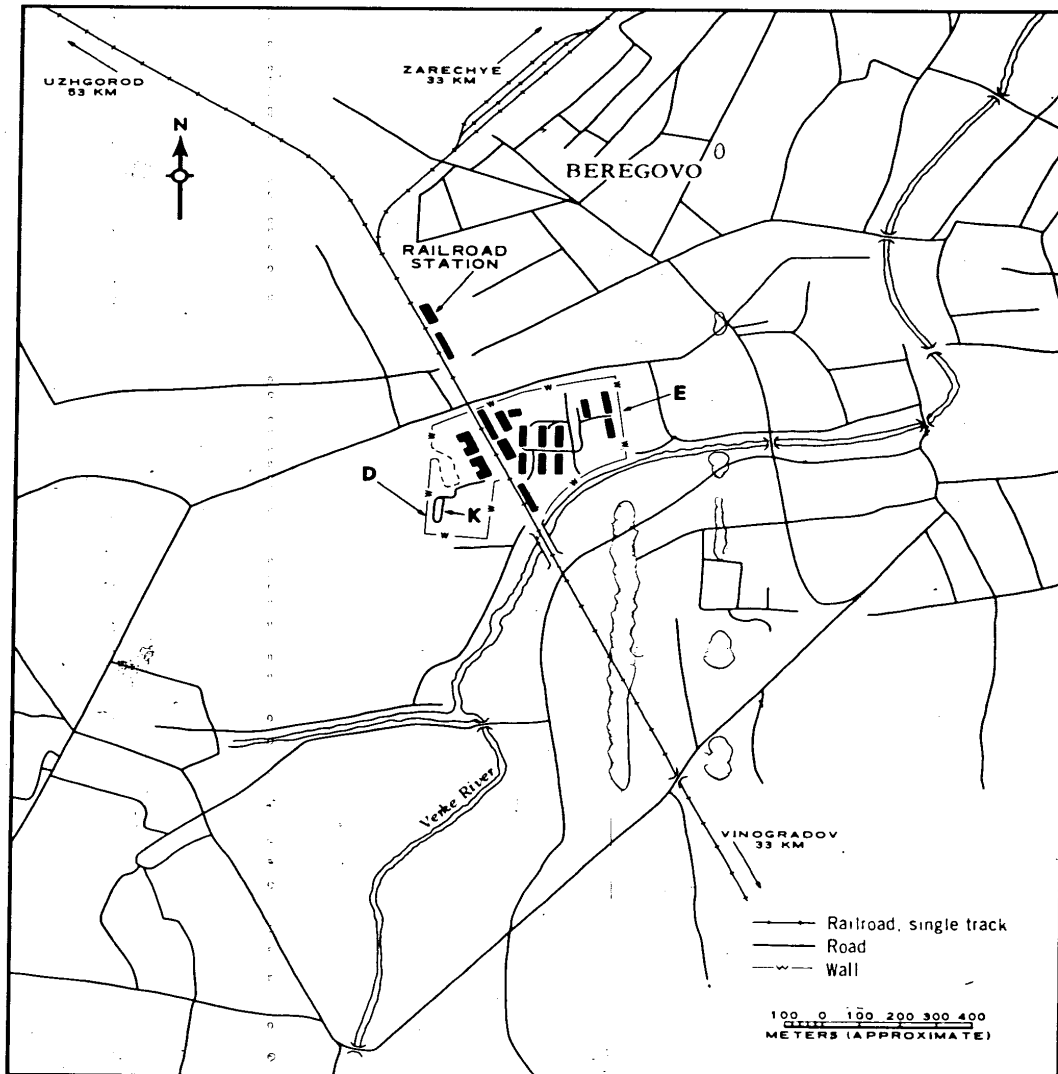 UZHGOROD
53 KM
ZARECHYE
33 KM
N
BEREGOVO
RAILROAD
STATION
E
D
K
Verke River
VINOGRADOV
33 KM
Railroad, single track
Road
W Wall
100 0 100 200 300 400
METERS (APPROXIMATE)